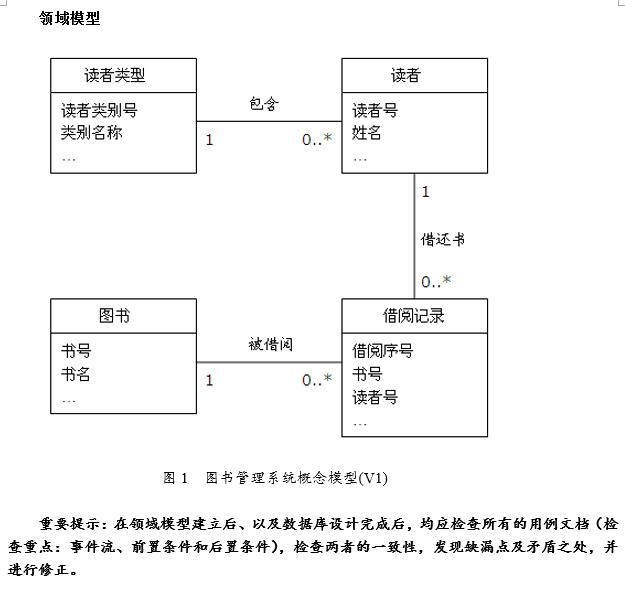 领域模型
读者类型
读者类别号
类别名称
...
包含
1
0..*
读者
读者号
姓名
...
1
借还书
0..*
图书
书号
书名
...
被借阅
1
0..*
借阅记录
借阅序号
书号
读者号
...
图 1 图书管理系统概念模型(V1)
重要提示：在领域模型建立后、以及数据库设计完成后，均应检查所有的用例文档（检
查重点：事件流、前置条件和后置条件），检查两者的一致性，发现缺漏点及矛盾之处，并
进行修正。